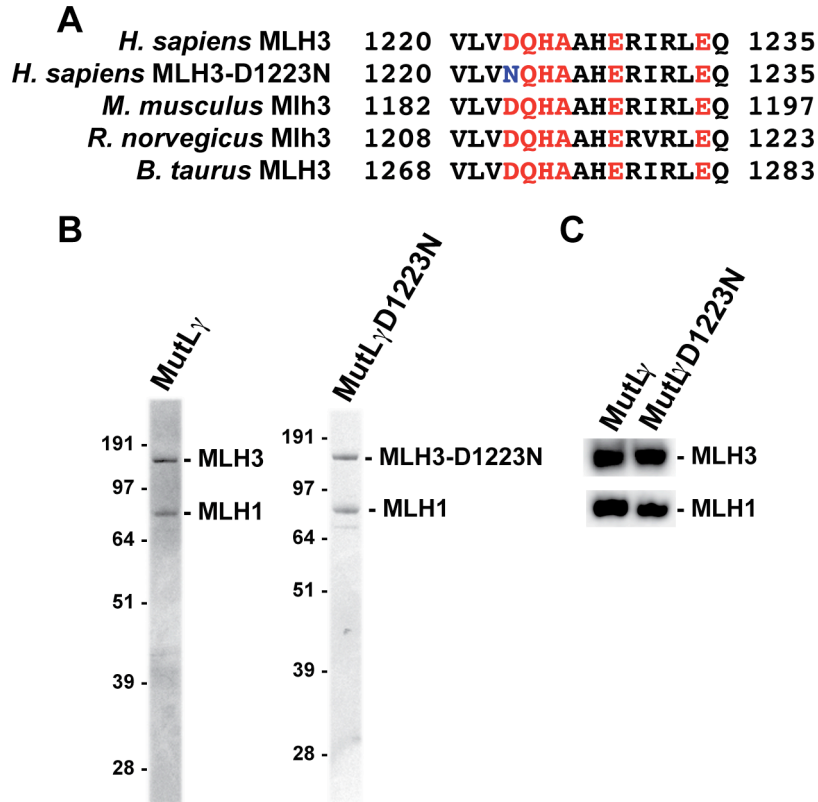 A
H. sapiens MLH3 1220 VLVDQHAAHERIRLEQ 1235
H. sapiens MLH3-D1223N 1220 VLVNQHAAHERIRLEQ 1235
M. musculus Mlh3 1182 VLVDQHAAHERIRLEQ 1197
R. norvegicus Mlh3 1208 VLVDQHAAHERVRLEQ 1223
B. taurus MLH3 1268 VLVDQHAAHERIRLEQ 1283
B
MutLγ
191 -
- MLH3
97 -
- MLH1
64 -
51 -
39 -
28 -
MutLγD1223N
191 -
- MLH3-D1223N
97 -
- MLH1
64 -
51 -
39 -
28 -
C
MutLγ
MutLγD1223N
- MLH3
- MLH1